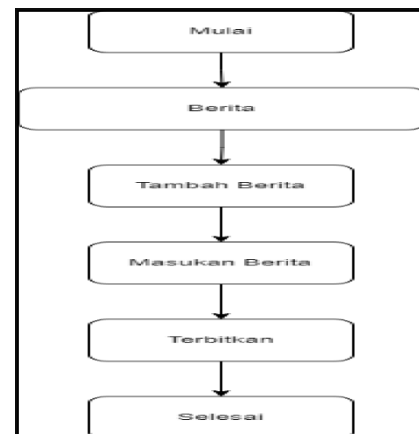 Mulai
Berita
Tambah Berita
Masukan Berita
Terbitkan
Selesai